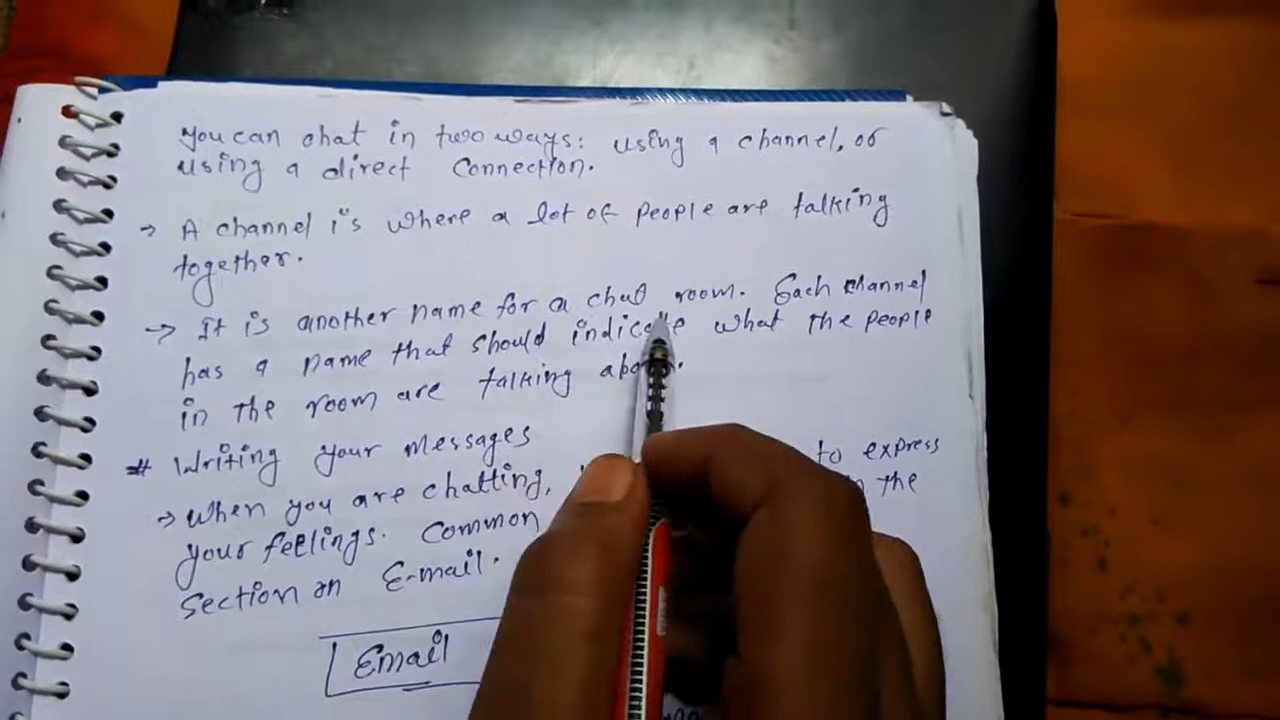 you can chat in two ways: using a channel, or
using a direct connection.
→ A channel is where a lot of people are talking
together.
→ It is another name for a chat room. Each channel
has a name that should indicate what the people
in the room are talking
# Writing your messages
→ When you are chatting, to express
your feelings. Common the
section on E-mail.
Email